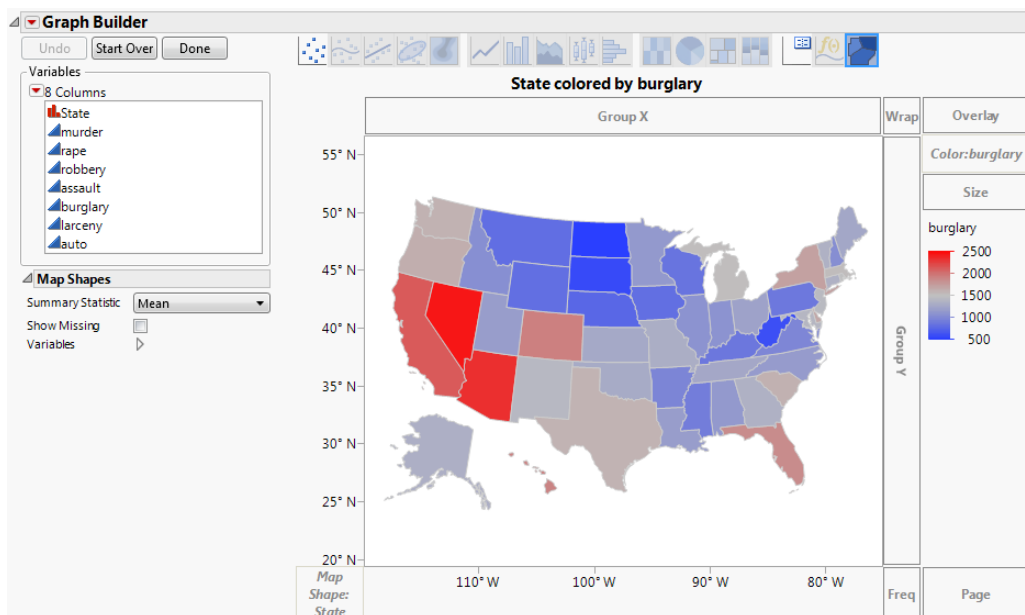 Graph Builder
Undo Start Over Done
Variables
8 Columns
State
murder
rape
robbery
assault
burglary
larceny
auto
Map Shapes
Summary Statistic Mean
Show Missing
Variables
State colored by burglary
Group X
Wrap
Overlay
Color:burglary
Size
burglary
2500
2000
1500
1000
500
55° N
50° N
45° N
40° N
35° N
30° N
25° N
20° N
Group Y
110° W 100° W 90° W 80° W
Map
Shape:
State
Freq
Page